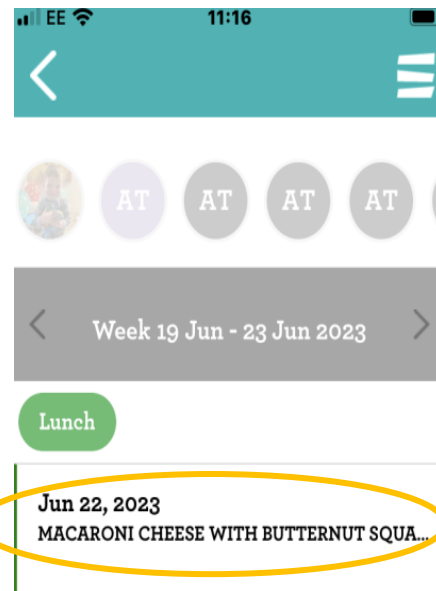 EE 11:16
AT AT AT AT
Week 19 Jun - 23 Jun 2023
Lunch
Jun 22, 2023
MACARONI CHEESE WITH BUTTERNUT SQUA...